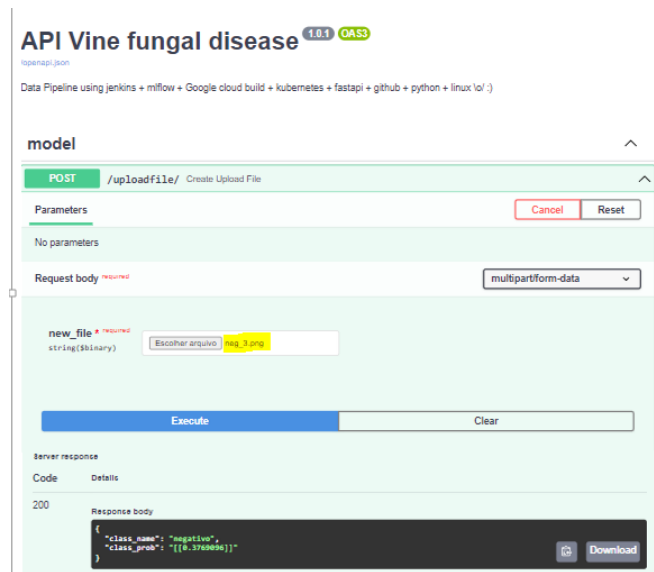 API Vine fungal disease 1.0.1 OAS3
/openapi.json
Data Pipeline using jenkins + mlflow + Google cloud build + kubernetes + fastapi + github + python + linux \o/ :)
model
POST /uploadfile/ Create Upload File
Parameters Cancel Reset
No parameters
Request body required multipart/form-data
new_file * required
string($binary)
Escolher arquivo neg_3.png
Execute Clear
Server response
Code Details
200
Response body
{
"class_name": "negativo",
"class_prob": "[[0.3769096]]"
}
Download